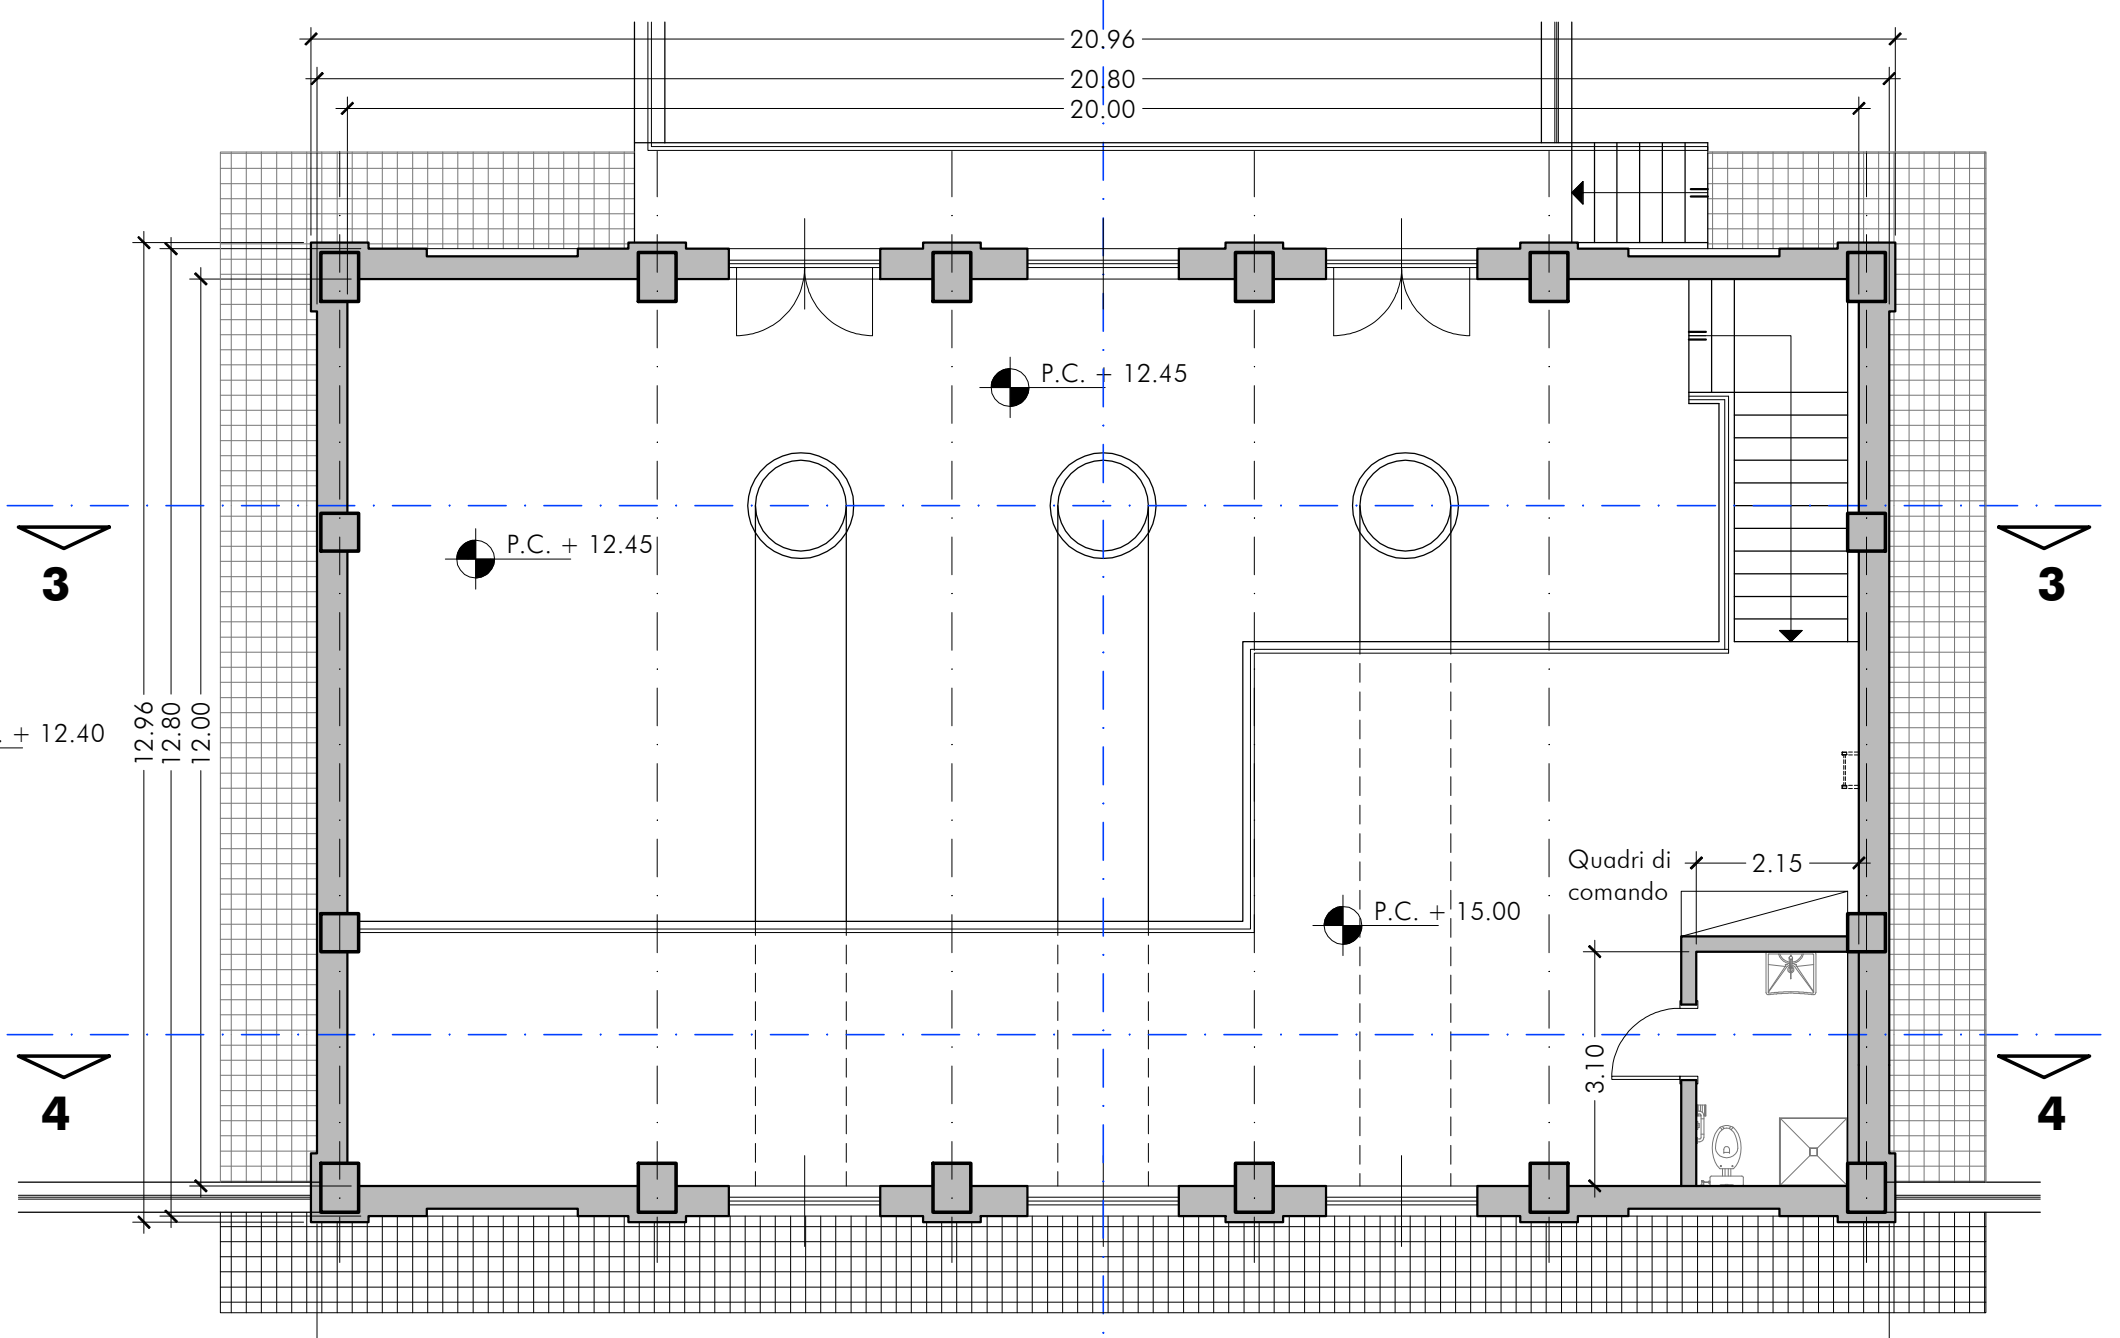 20.96
20.80
20.00
P.C. + 12.45
P.C. + 12.45
3
3
. + 12.40
12.96
12.80
12.00
Quadri di
comando
2.15
P.C. + 15.00
3.10
4
4